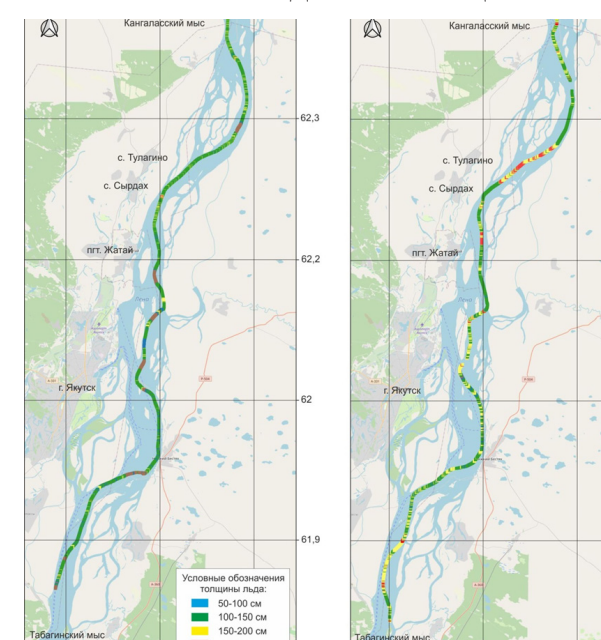 Кангаласский мыс
с. Тулагино
с. Сырдах
пгт. Жатай
г. Якутск
Табагинский мыс
Условные обозначения
толщины льда:
50-100 см
100-150 см
150-200 см
62,3
62,2
62
61,9
Кангаласский мыс
с. Тулагино
с. Сырдах
пгт. Жатай
г. Якутск
Табагинский мыс